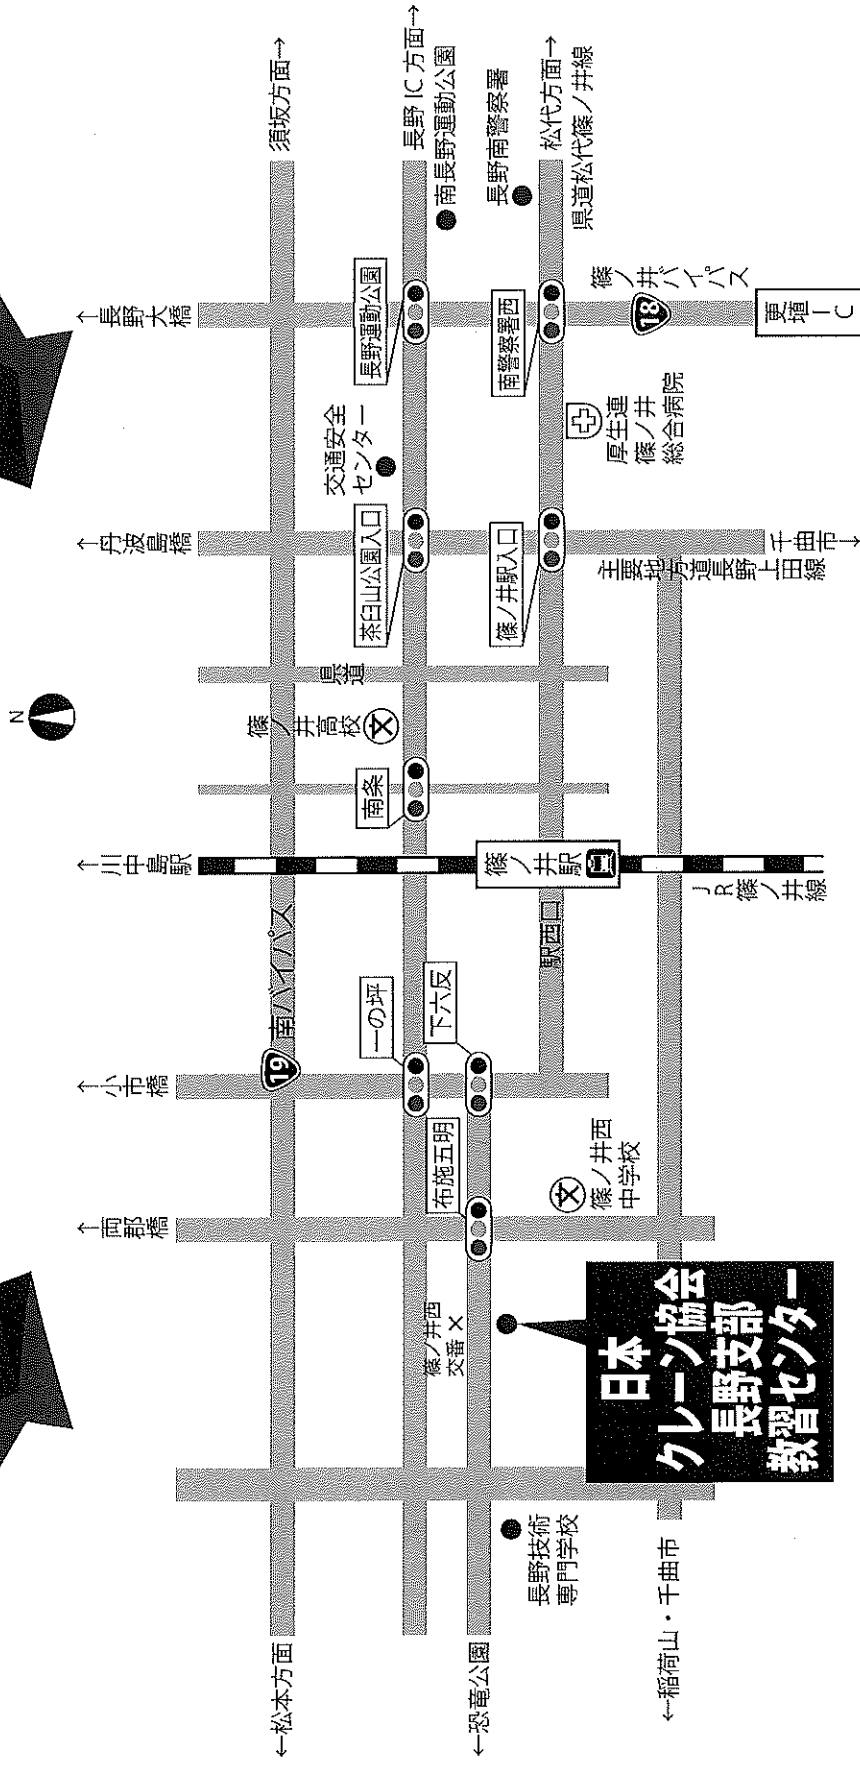 N
須坂方面→
長野IC方面→
南長野運動公園
長野南警察署
松代方面→
県道松代篠ノ井線
↑長野大橋
長野運動公園
南警察署西
篠ノ井バイパス
18
更埴IC
交通安全
センター
厚生連
篠ノ井
総合病院
↑丹波島橋
茶臼山公園入口
篠ノ井駅入口
千曲市↓
主要地方道長野上田線
県道
篠ノ井高校
文
南条
↑川中島駅
篠ノ井駅
JR篠ノ井線
駅西口
19
南バイパス
一の坪
下六反
↑小市橋
布施五明
↑両郡橋
文
篠ノ井西
中学校
篠ノ井西
交番
日本
クレーン協会
長野支部
教習センター
長野技術
専門学校
←松本方面
←恐竜公園
←稲荷山・千曲市